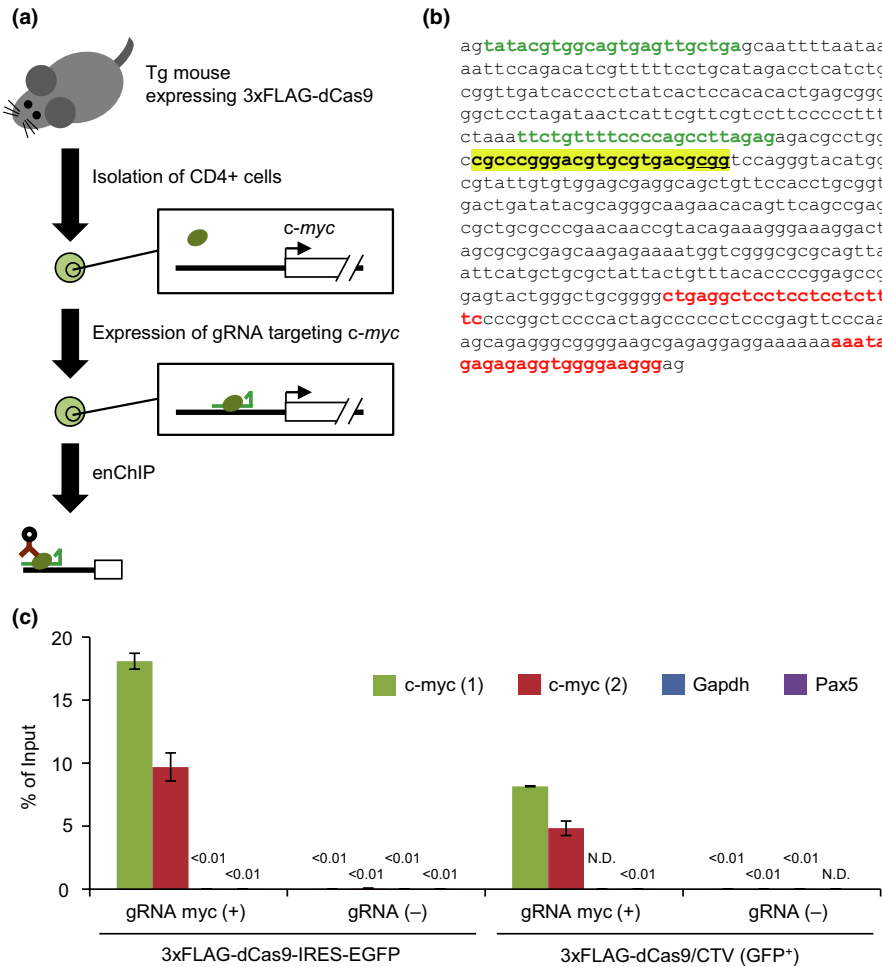 (a)
Tg mouse
expressing 3xFLAG-dCas9
Isolation of CD4+ cells
c-myc
Expression of gRNA targeting c-myc
enChIP
(b)
agtatacgtggcagtgagttgctgagcaattttaataa
aattccagacatcgtttttcctgcatagacctcatctg
cggttgatcaccctctatcactccacacactgagcggg
ggctcctagataactcattcgttcgtccttccccctttt
ctaaattctgttttccccagccttagagagacgcctgg
ccgcccgggacgtgcgtgacgcggtccagggtacatgg
cgtattgtgtggagcgaggcagctgttccacctgcggt
gactgatatacgcagggcaagaacacagttcagccgag
cgctgcgcccgaacaaccgtacagaaagggaaaggact
agcgcgcgagcaagagaaaatggtcgggcgcgcagtta
attcatgctgcgctattactgtttacaccccggagccg
gagtactgggctgcggggctgaggctcctcctcctctt
tccccggctccccactagccccctcccgagttcccaa
agcagagggcggggaagcgagaggaggaaaaaaaaata
gagagaggtggggaagggag
(c)
20
15
10
5
0
% of Input
c-myc (1)
c-myc (2)
Gapdh
Pax5
<0.01
<0.01
<0.01
<0.01
<0.01
<0.01
N.D.
<0.01
<0.01
<0.01
<0.01
N.D.
gRNA myc (+)
gRNA (–)
gRNA myc (+)
gRNA (–)
3xFLAG-dCas9-IRES-EGFP
3xFLAG-dCas9/CTV (GFP⁺)